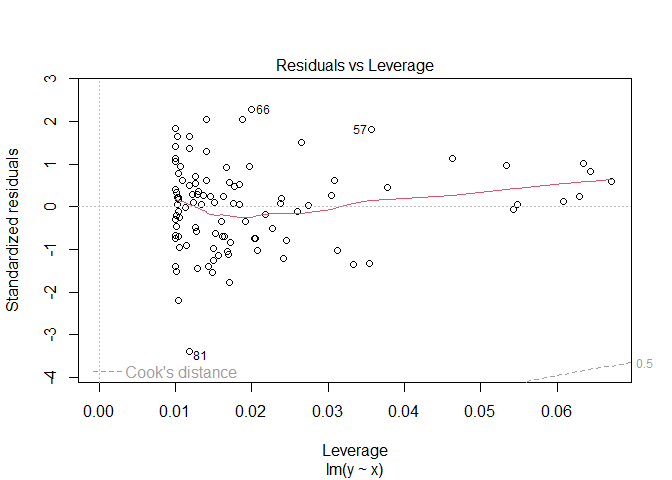 Residuals vs Leverage
3
2
1
0
-1
-2
-3
-4
Standardized residuals
66
57
81
Cook's distance
0.5
0.00 0.01 0.02 0.03 0.04 0.05 0.06
Leverage
lm(y ~ x)